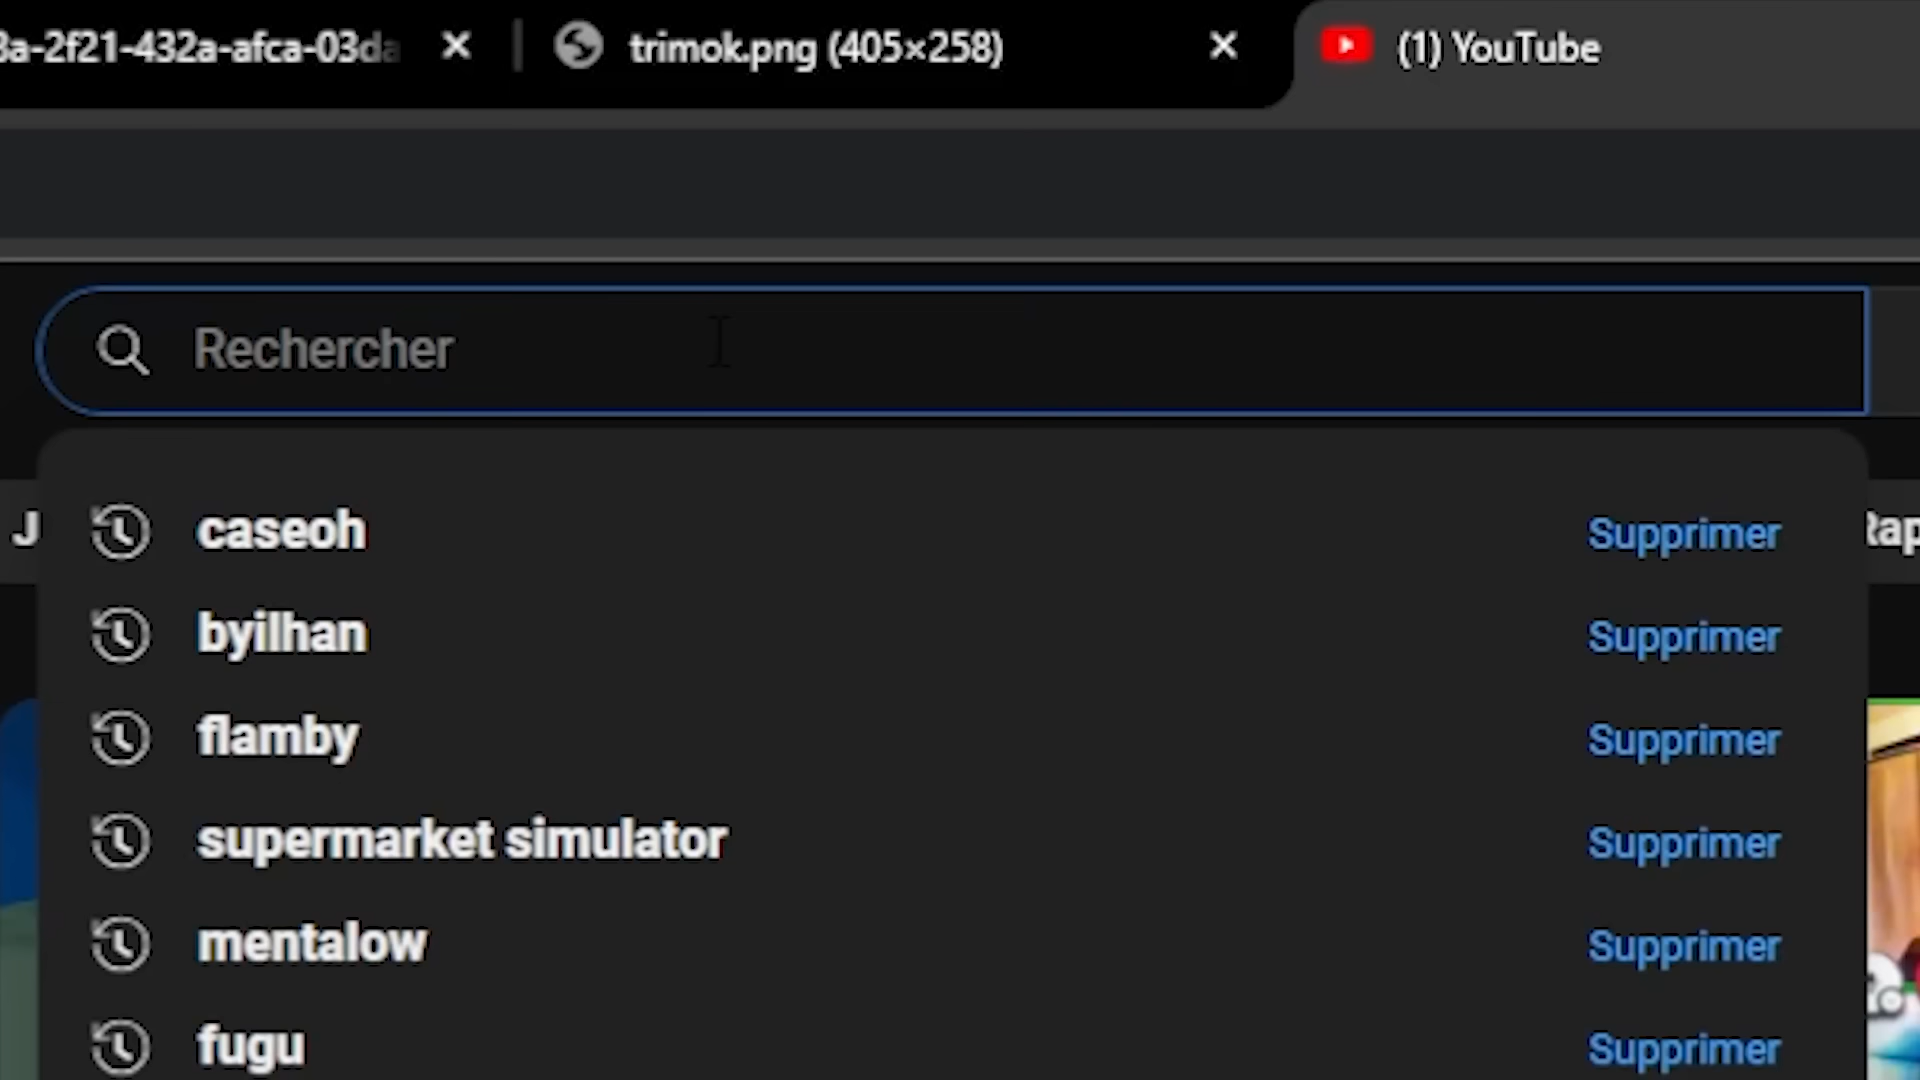 3a-2f21-432a-afca-03da
trimok.png (405×258)
(1) YouTube
Rechercher
J
caseoh Supprimer
Rap
byilhan Supprimer
flamby Supprimer
supermarket simulator Supprimer
mentalow Supprimer
fugu Supprimer